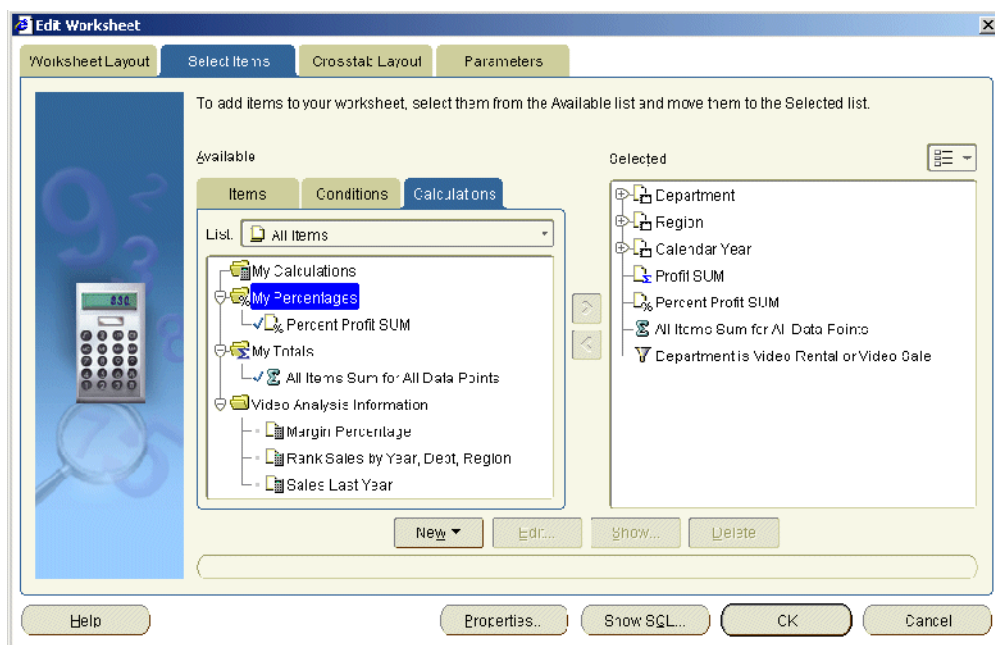 Edit Worksheet
Worksheet Layout
Select Items
Crosstab Layout
Parameters
To add items to your worksheet, select them from the Available list and move them to the Selected list.
Available
Selected
Items
Conditions
Calculations
List:
All Items
My Calculations
My Percentages
Percent Profit SUM
My Totals
All Items Sum for All Data Points
Video Analysis Information
Margin Percentage
Rank Sales by Year, Dept, Region
Sales Last Year
Department
Region
Calendar Year
Profit SUM
Percent Profit SUM
All Items Sum for All Data Points
Department is Video Rental or Video Sale
New
Edit...
Show...
Delete
Help
Properties...
Show SQL...
OK
Cancel